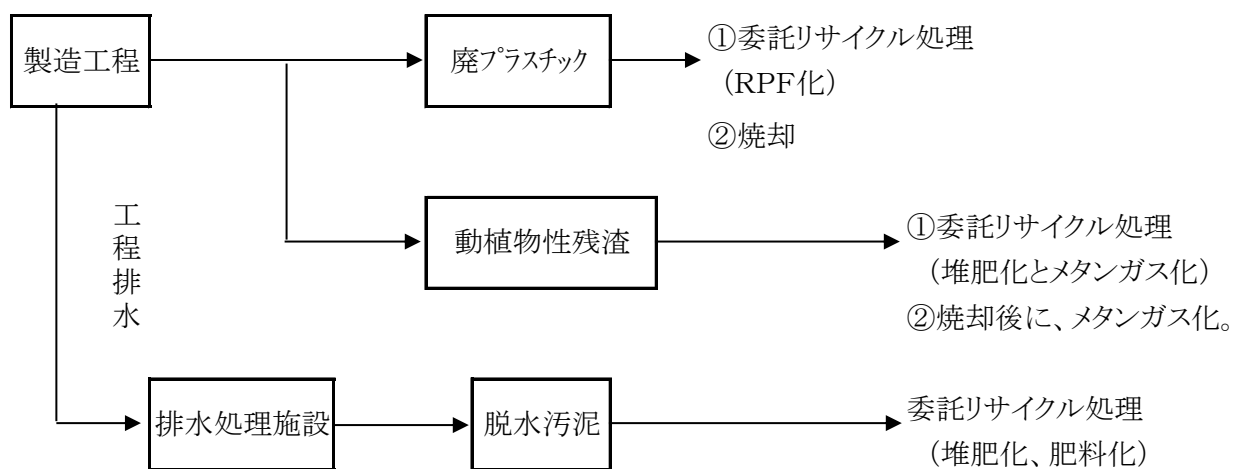 製造工程
廃プラスチック
①委託リサイクル処理
（RPF化）
②焼却
工程排水
動植物性残渣
①委託リサイクル処理
（堆肥化とメタンガス化）
②焼却後に、メタンガス化。
排水処理施設
脱水汚泥
委託リサイクル処理
（堆肥化、肥料化）